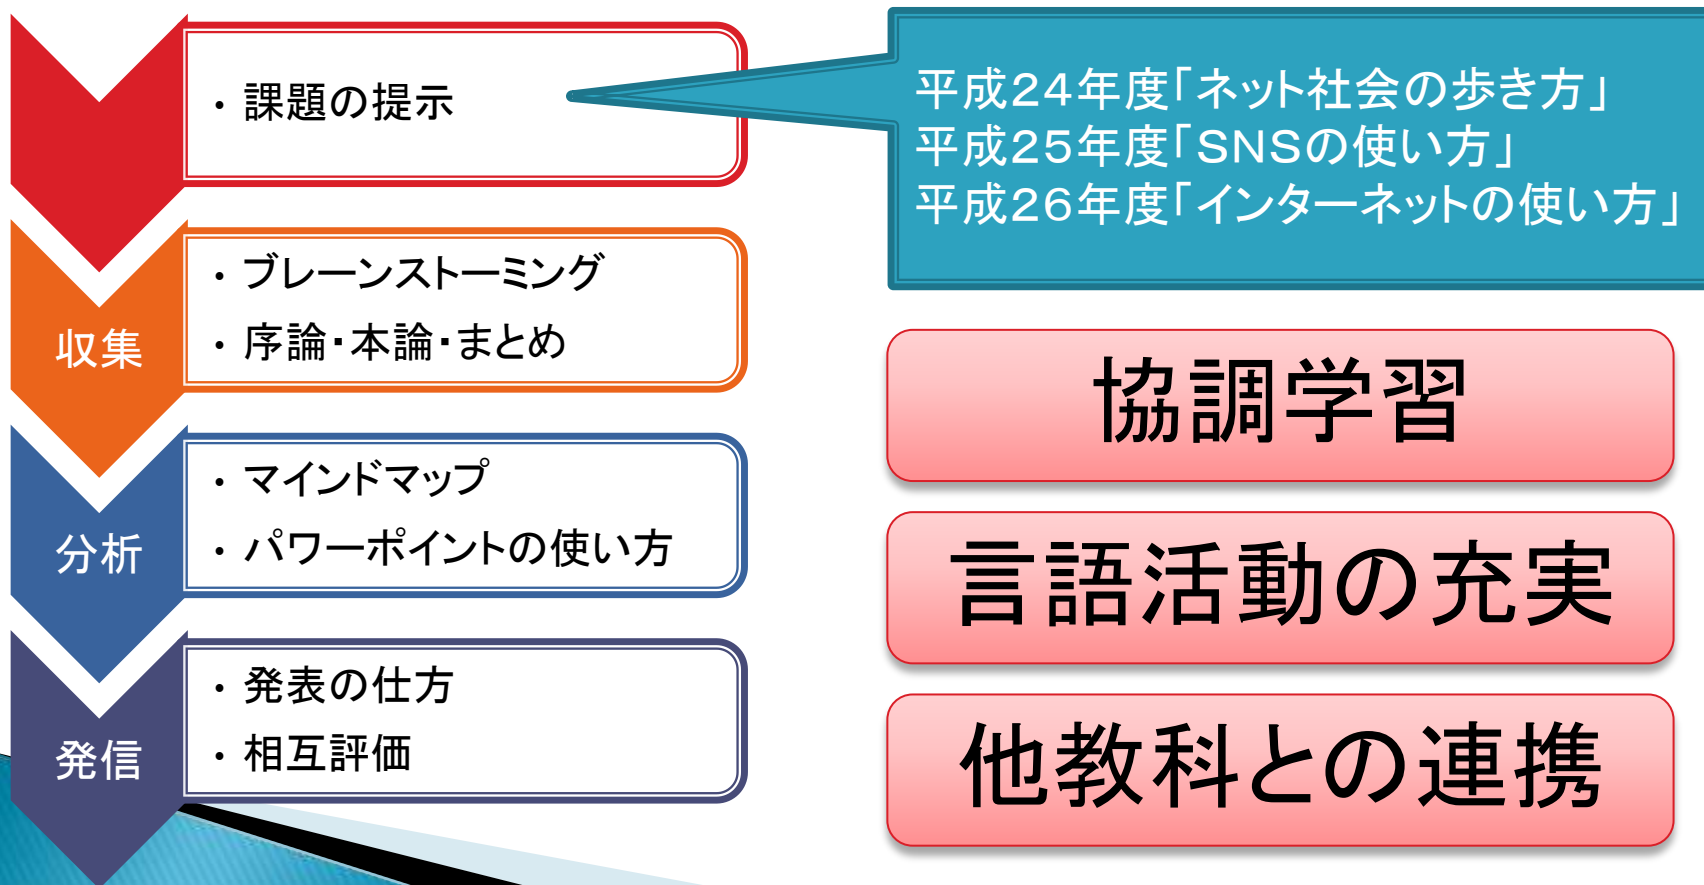 ・課題の提示
平成24年度「ネット社会の歩き方」
平成25年度「SNSの使い方」
平成26年度「インターネットの使い方」
収集
・ブレーンストーミング
・序論・本論・まとめ
分析
・マインドマップ
・パワーポイントの使い方
発信
・発表の仕方
・相互評価
協調学習
言語活動の充実
他教科との連携